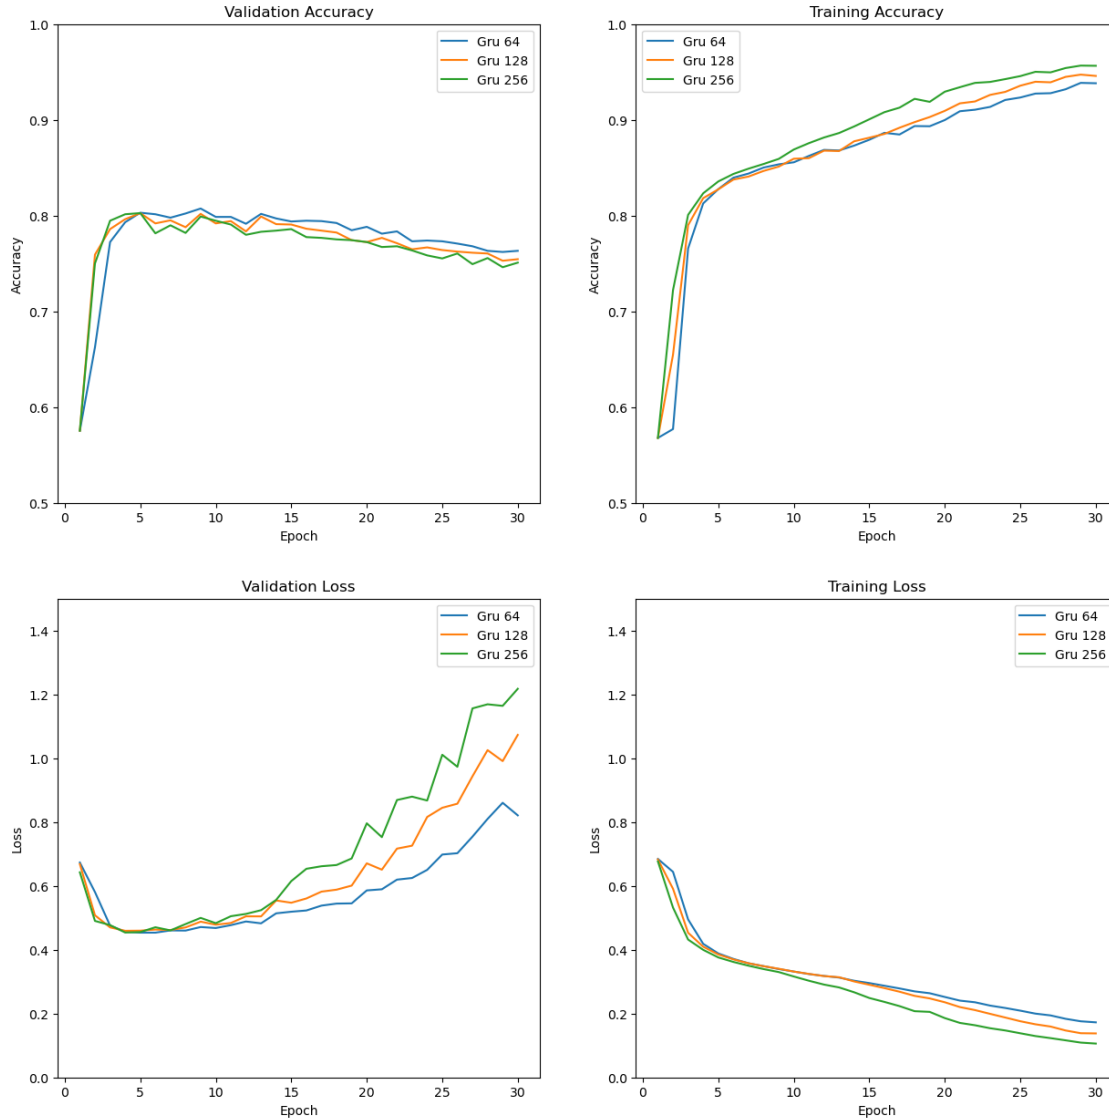 Validation Accuracy
1.0
0.9
0.8
0.7
0.6
0.5
Accuracy
0 5 10 15 20 25 30
Epoch
Gru 64
Gru 128
Gru 256
Training Accuracy
1.0
0.9
0.8
0.7
0.6
0.5
Accuracy
0 5 10 15 20 25 30
Epoch
Gru 64
Gru 128
Gru 256
Validation Loss
1.4
1.2
1.0
0.8
0.6
0.4
0.2
0.0
Loss
0 5 10 15 20 25 30
Epoch
Gru 64
Gru 128
Gru 256
Training Loss
1.4
1.2
1.0
0.8
0.6
0.4
0.2
0.0
Loss
0 5 10 15 20 25 30
Epoch
Gru 64
Gru 128
Gru 256